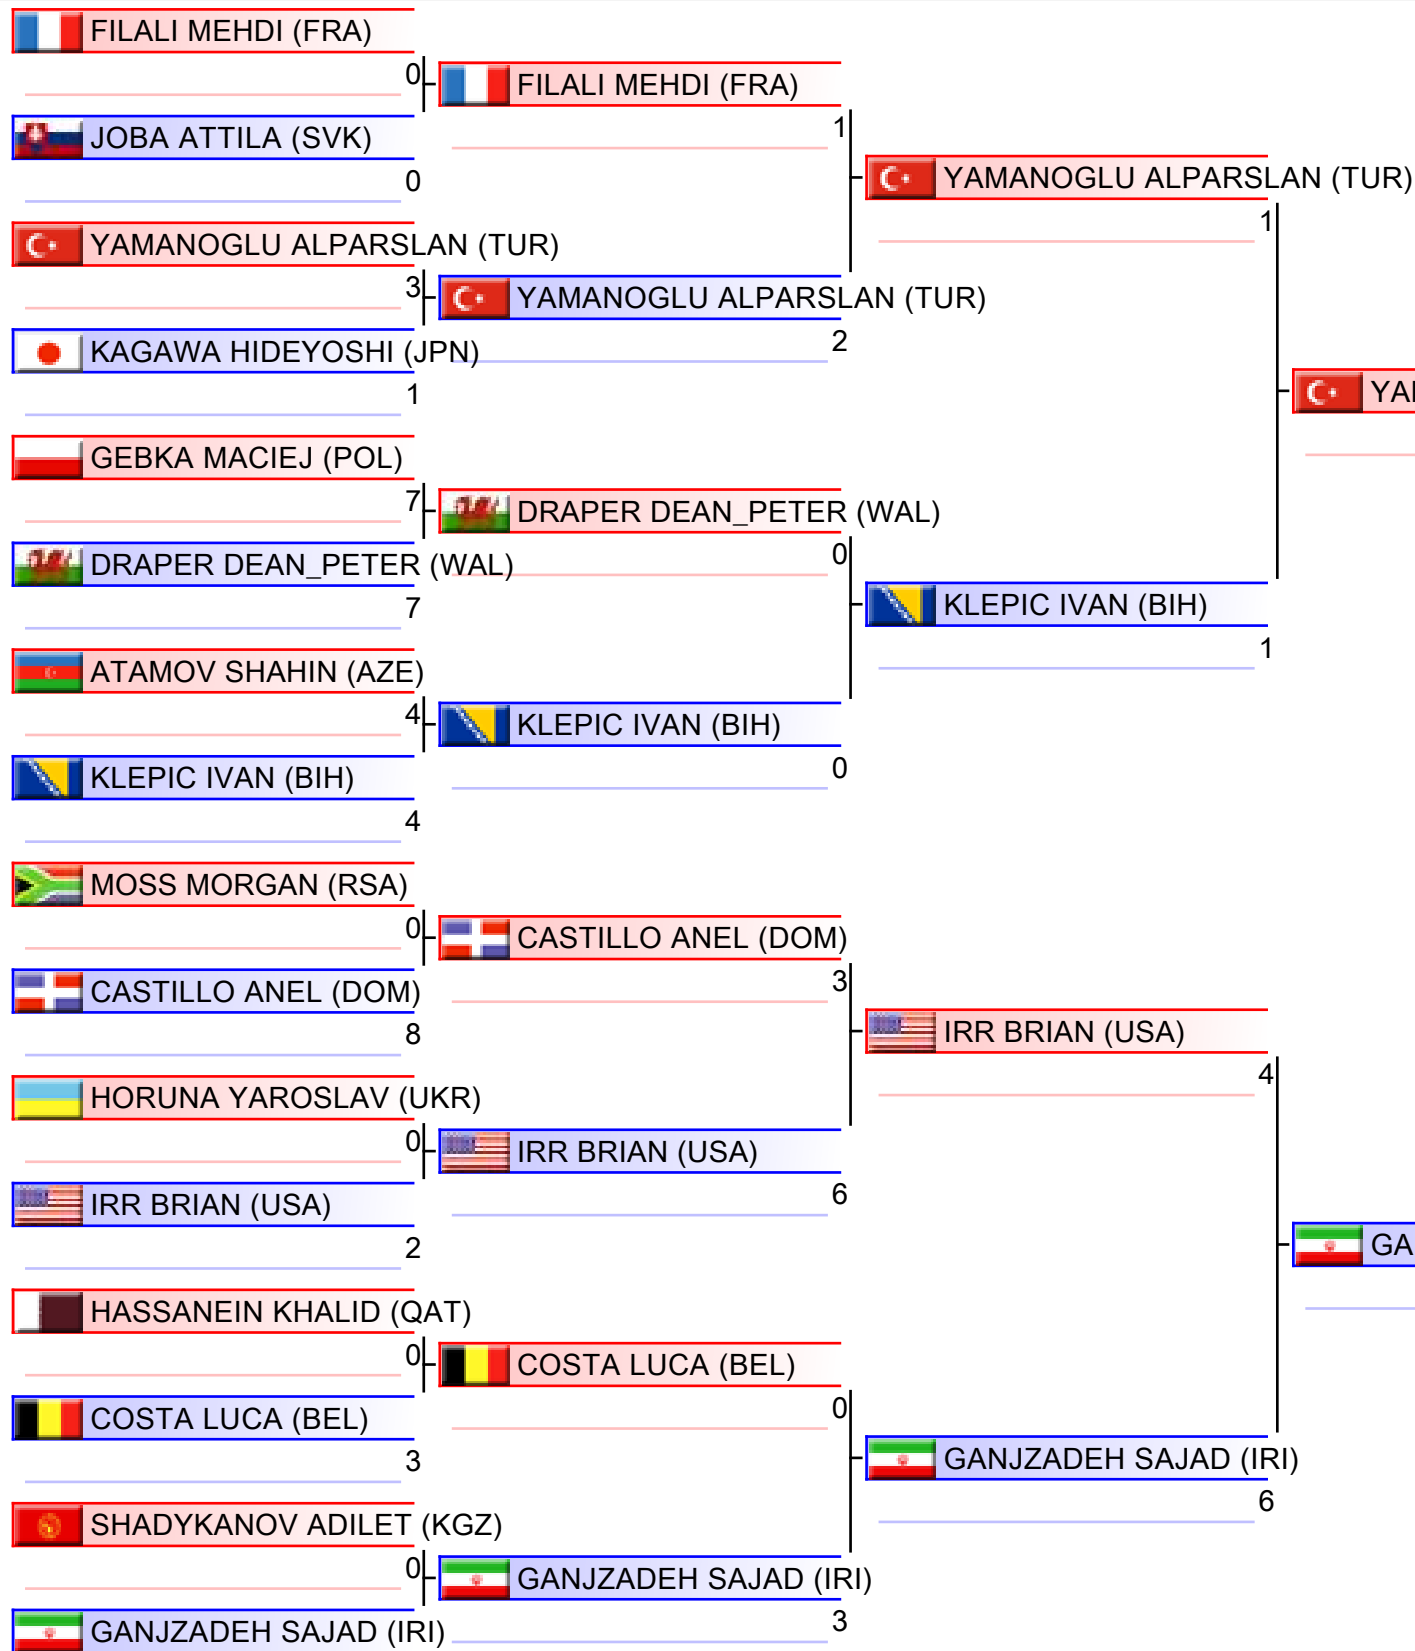 FILALI MEHDI (FRA)
0
JOBA ATTILA (SVK)
0
YAMANOGLU ALPARSLAN (TUR)
3
KAGAWA HIDEYOSHI (JPN)
1
GEBKA MACIEJ (POL)
7
DRAPER DEAN_PETER (WAL)
7
ATAMOV SHAHIN (AZE)
4
KLEPIC IVAN (BIH)
4
MOSS MORGAN (RSA)
0
CASTILLO ANEL (DOM)
8
HORUNA YAROSLAV (UKR)
0
IRR BRIAN (USA)
2
HASSANEIN KHALID (QAT)
0
COSTA LUCA (BEL)
3
SHADYKANOV ADILET (KGZ)
0
GANJZADEH SAJAD (IRI)
FILALI MEHDI (FRA)
1
YAMANOGLU ALPARSLAN (TUR)
2
DRAPER DEAN_PETER (WAL)
0
KLEPIC IVAN (BIH)
0
CASTILLO ANEL (DOM)
3
IRR BRIAN (USA)
6
COSTA LUCA (BEL)
0
GANJZADEH SAJAD (IRI)
3
YAMANOGLU ALPARSLAN (TUR)
1
KLEPIC IVAN (BIH)
1
IRR BRIAN (USA)
4
GANJZADEH SAJAD (IRI)
6
GA